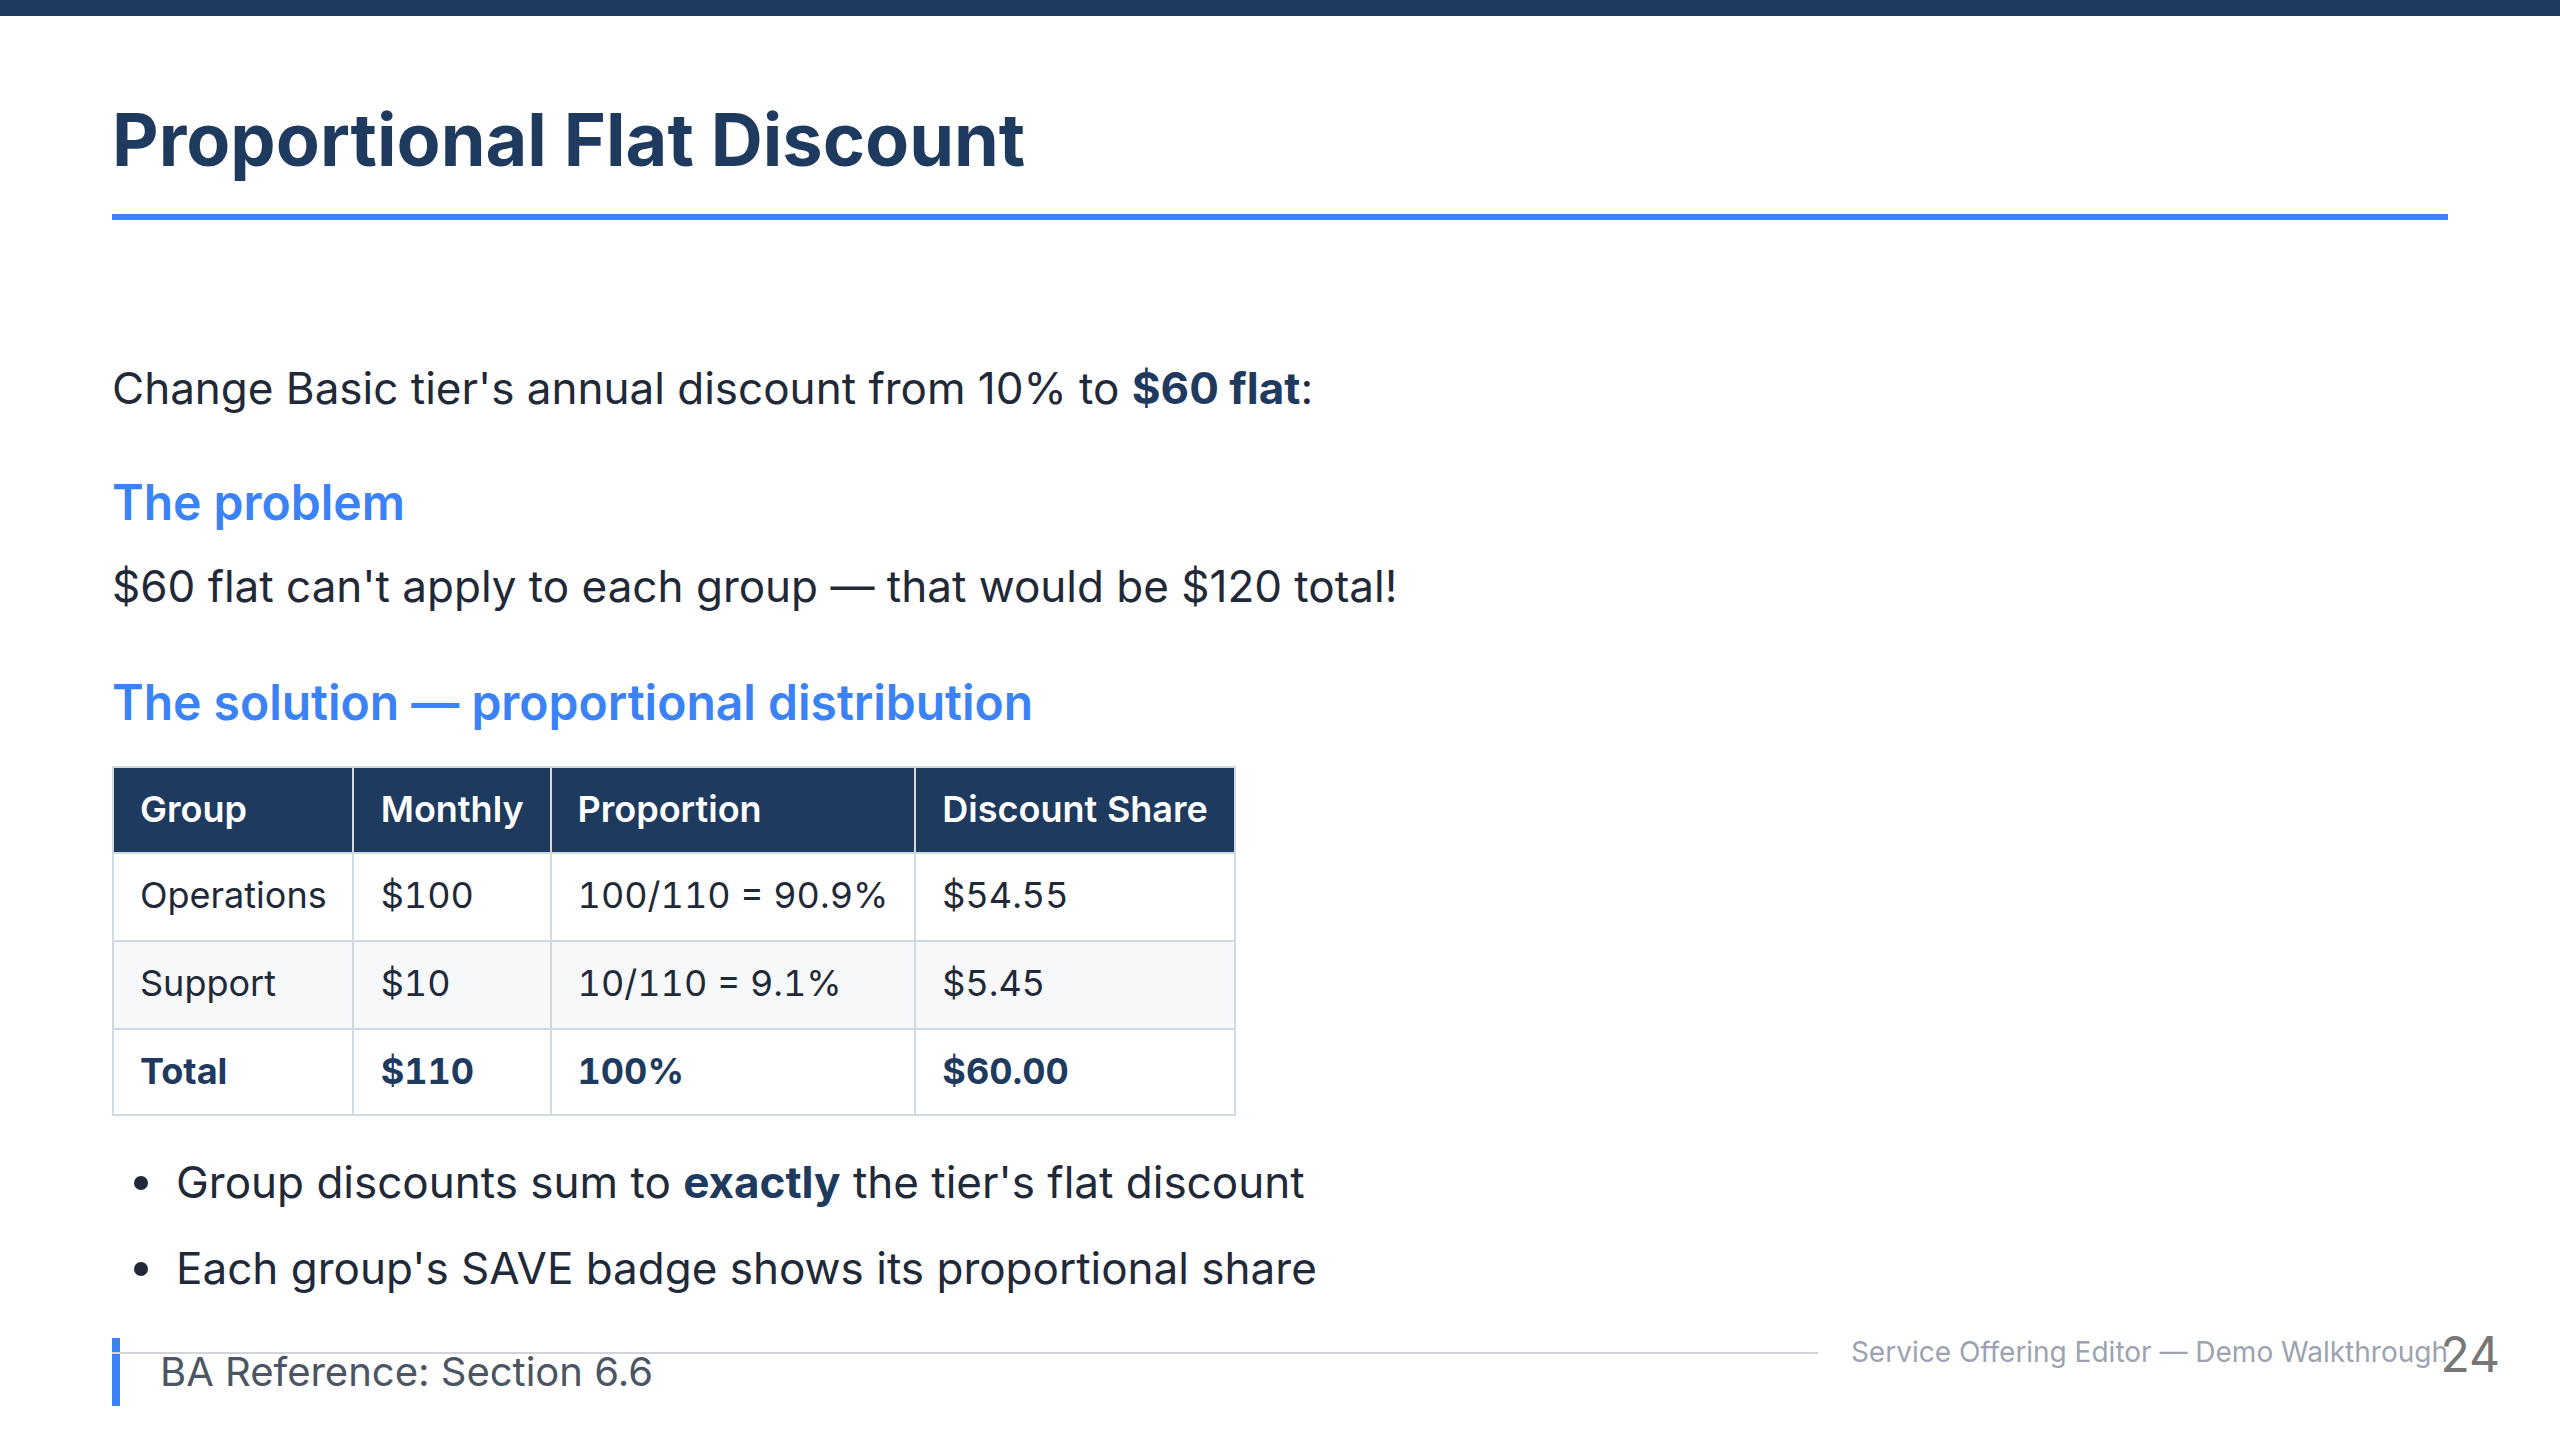 Proportional Flat Discount
Change Basic tier's annual discount from 10% to $60 flat:
The problem
$60 flat can't apply to each group — that would be $120 total!
The solution — proportional distribution
Group Monthly Proportion Discount Share
Operations $100 100/110 = 90.9% $54.55
Support $10 10/110 = 9.1% $5.45
Total $110 100% $60.00
• Group discounts sum to exactly the tier's flat discount
• Each group's SAVE badge shows its proportional share
BA Reference: Section 6.6
Service Offering Editor — Demo Walkthrough
24